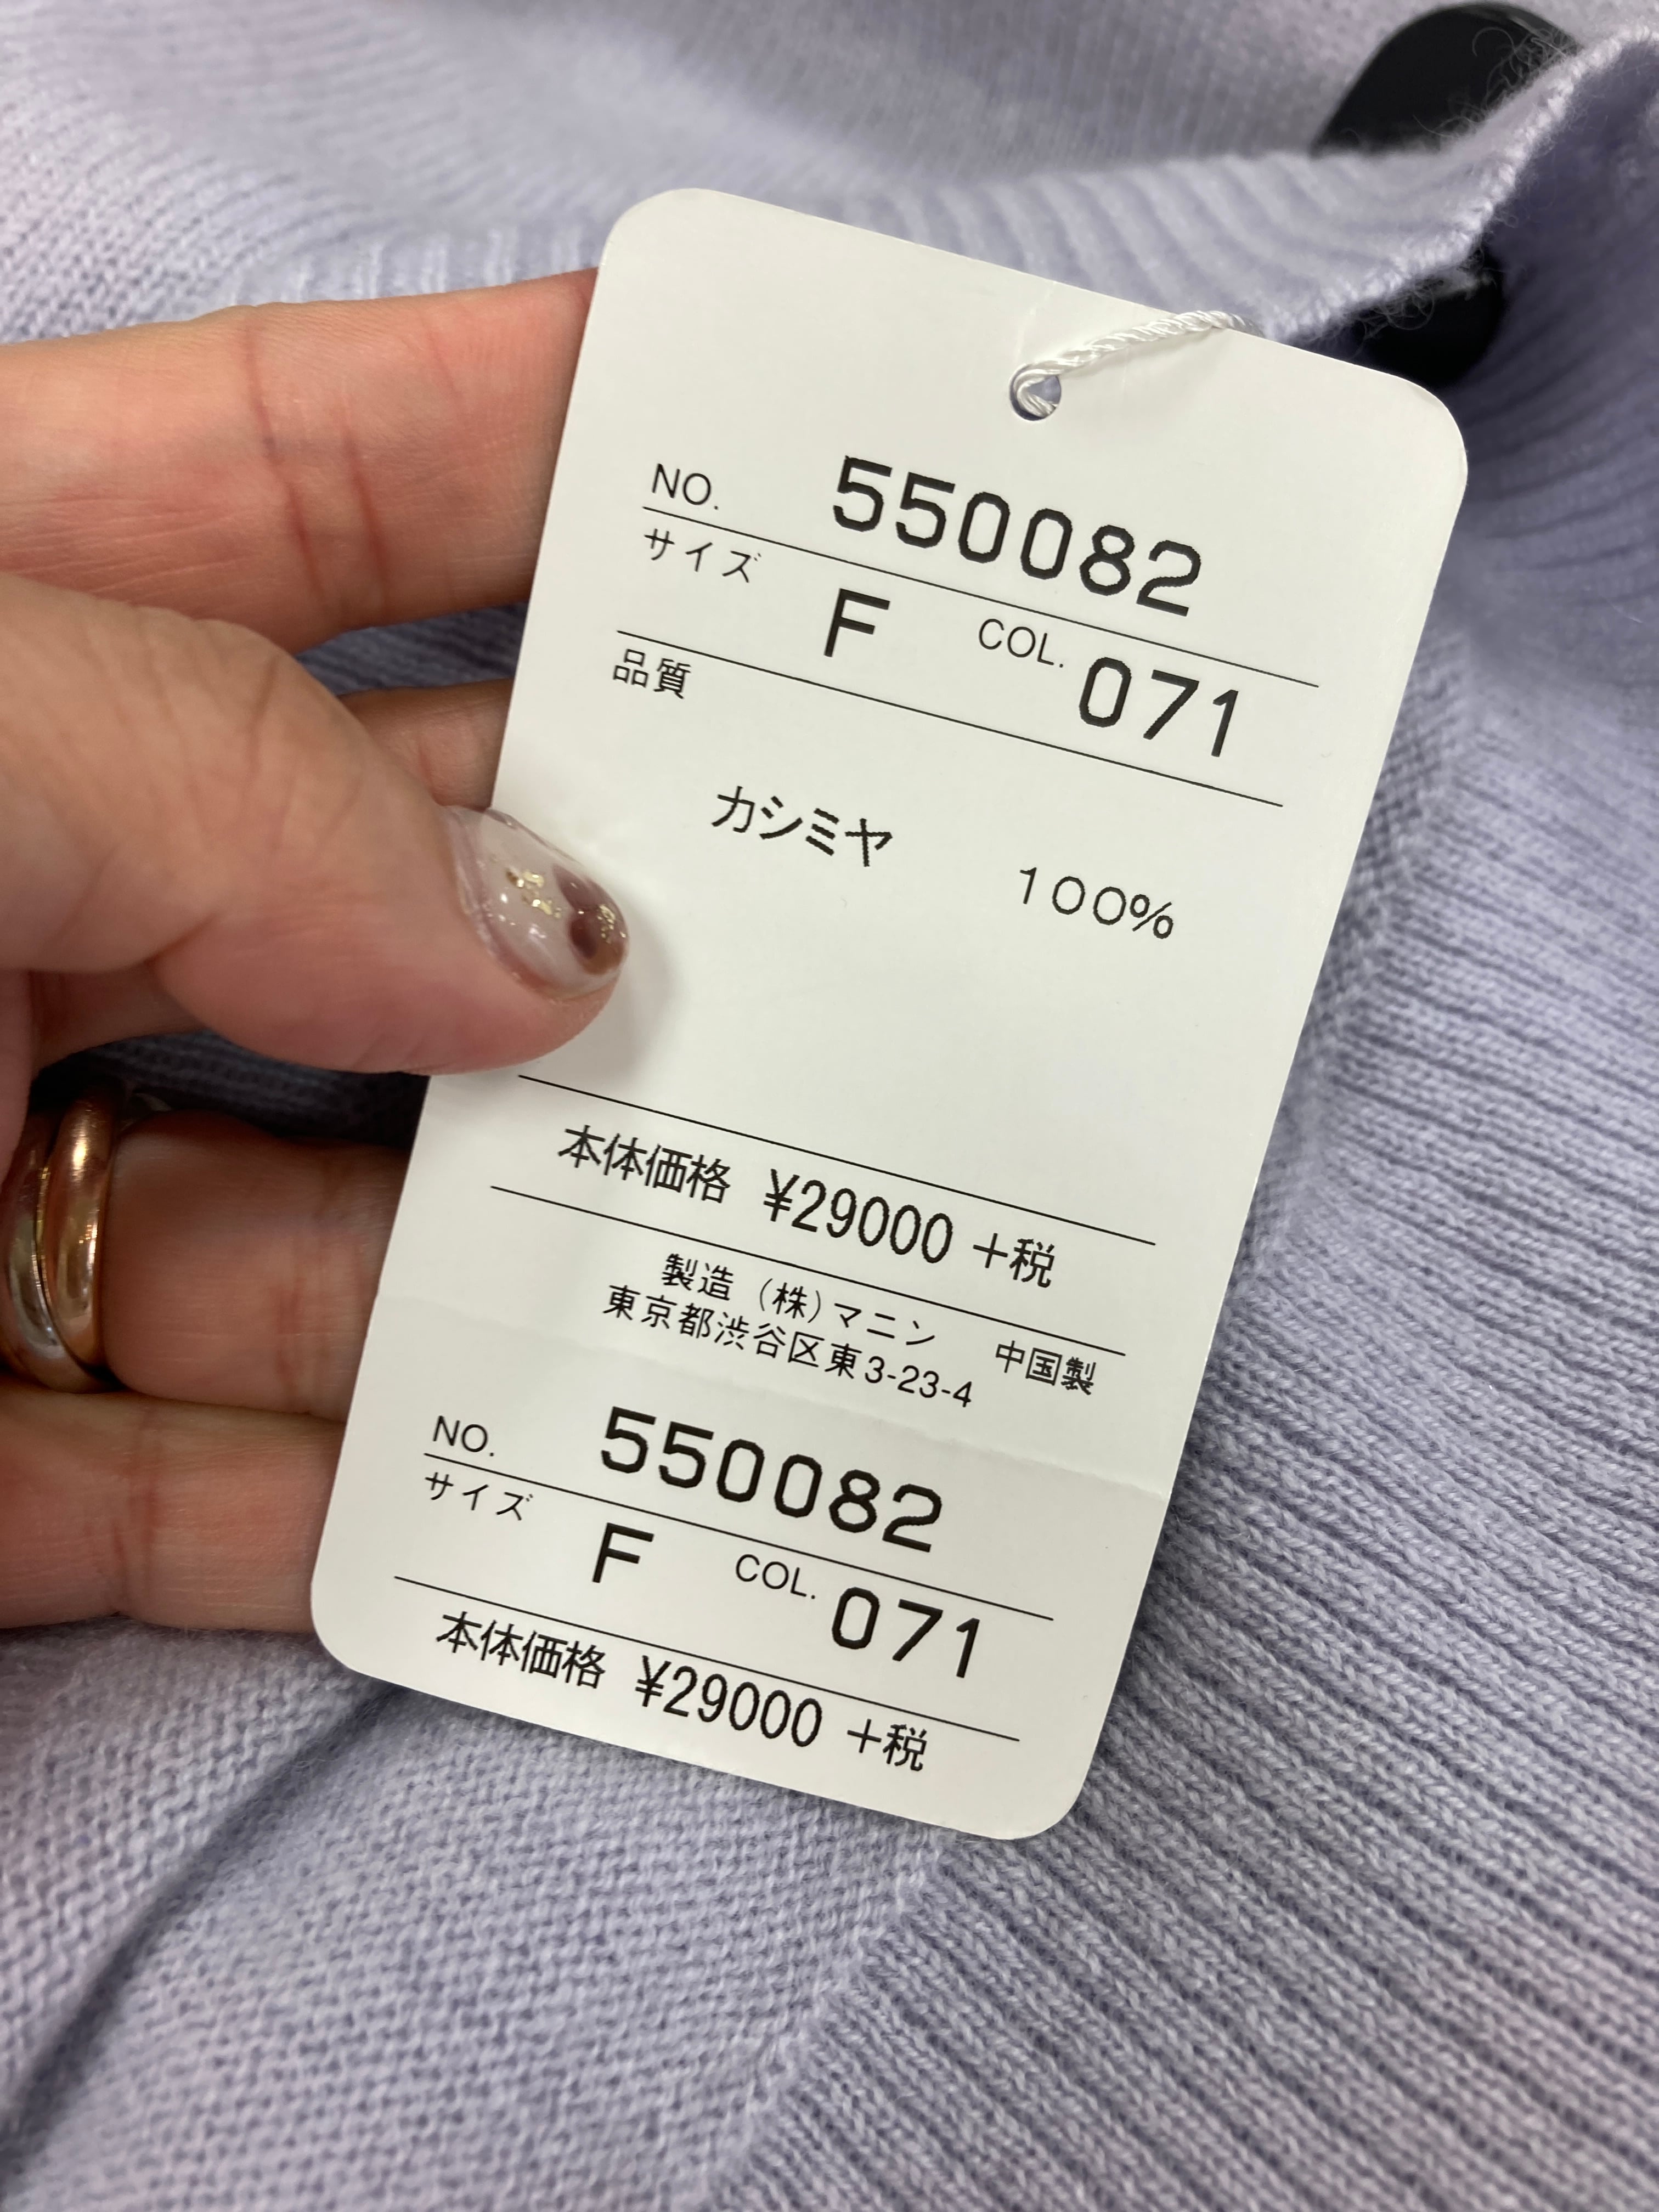 NO. 550082
サイズ F COL. 071
品質
カシミヤ 100%
本体価格 ¥29000 +税
製造 (株)マニン 中国製
東京都渋谷区東3-23-4
NO. 550082
サイズ F COL. 071
本体価格 ¥29000 +税